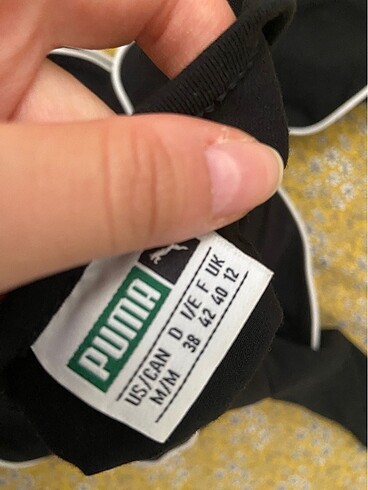 PUMA
US/CAN D I/E F UK
M/M 38 42 40 12